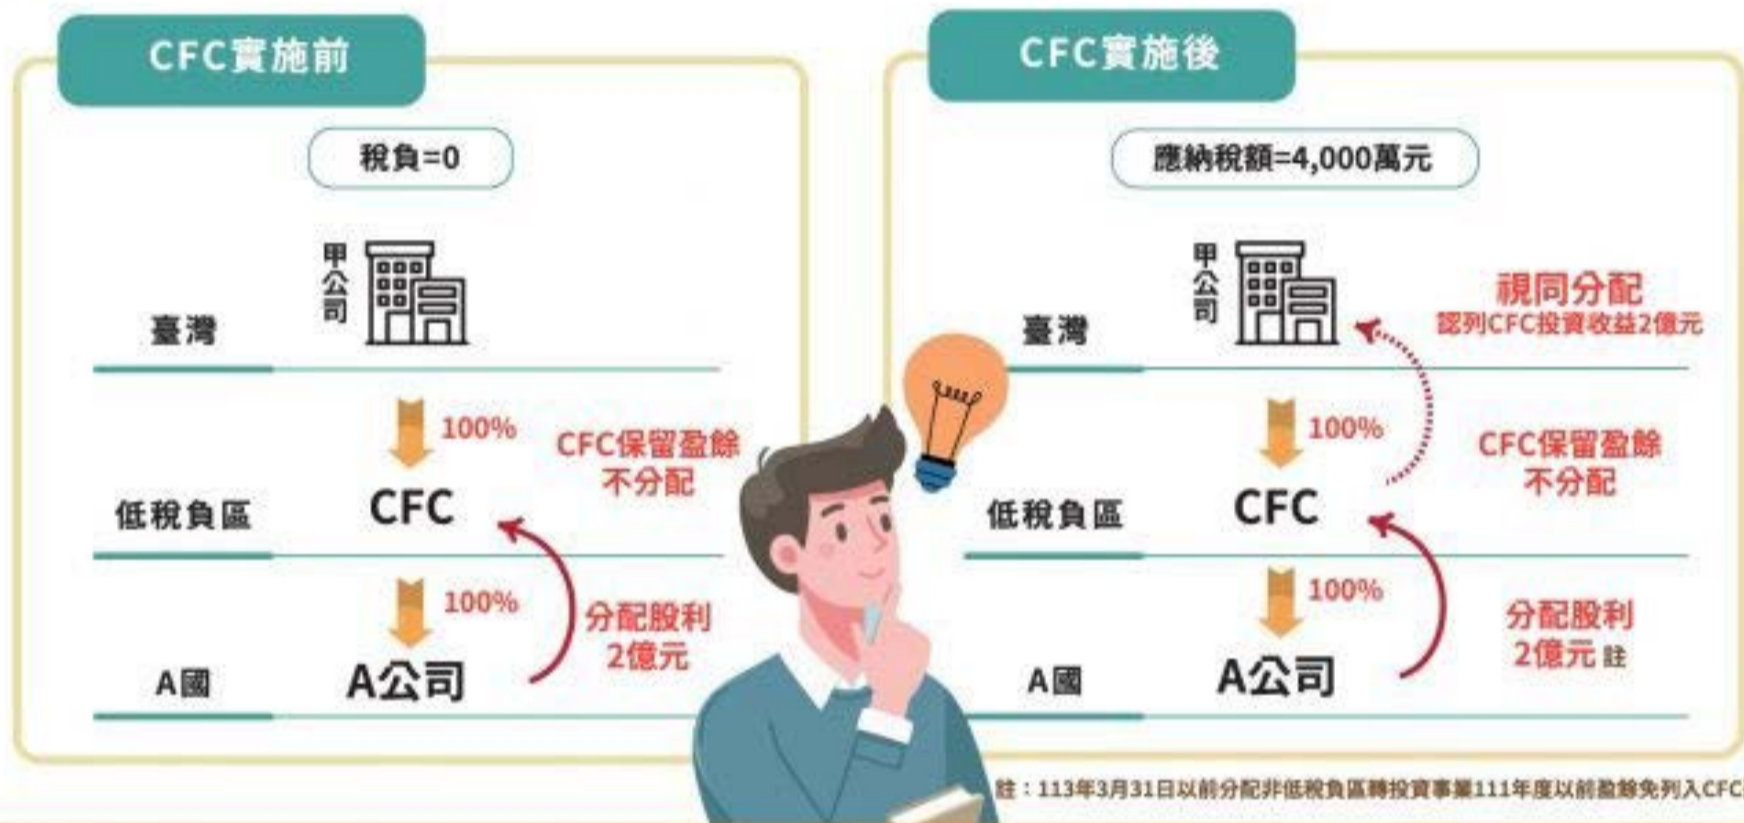 CFC實施前
稅負=0
甲公司
臺灣
100%
CFC保留盈餘
不分配
低稅負區
CFC
100%
分配股利
2億元
A國
A公司
CFC實施後
應納稅額=4,000萬元
甲公司
視同分配
認列CFC投資收益2億元
臺灣
100%
CFC保留盈餘
不分配
低稅負區
CFC
100%
分配股利
2億元 註
A國
A公司
註：113年3月31日以前分配非低稅負區轉投資事業111年度以前盈餘免列入CFC